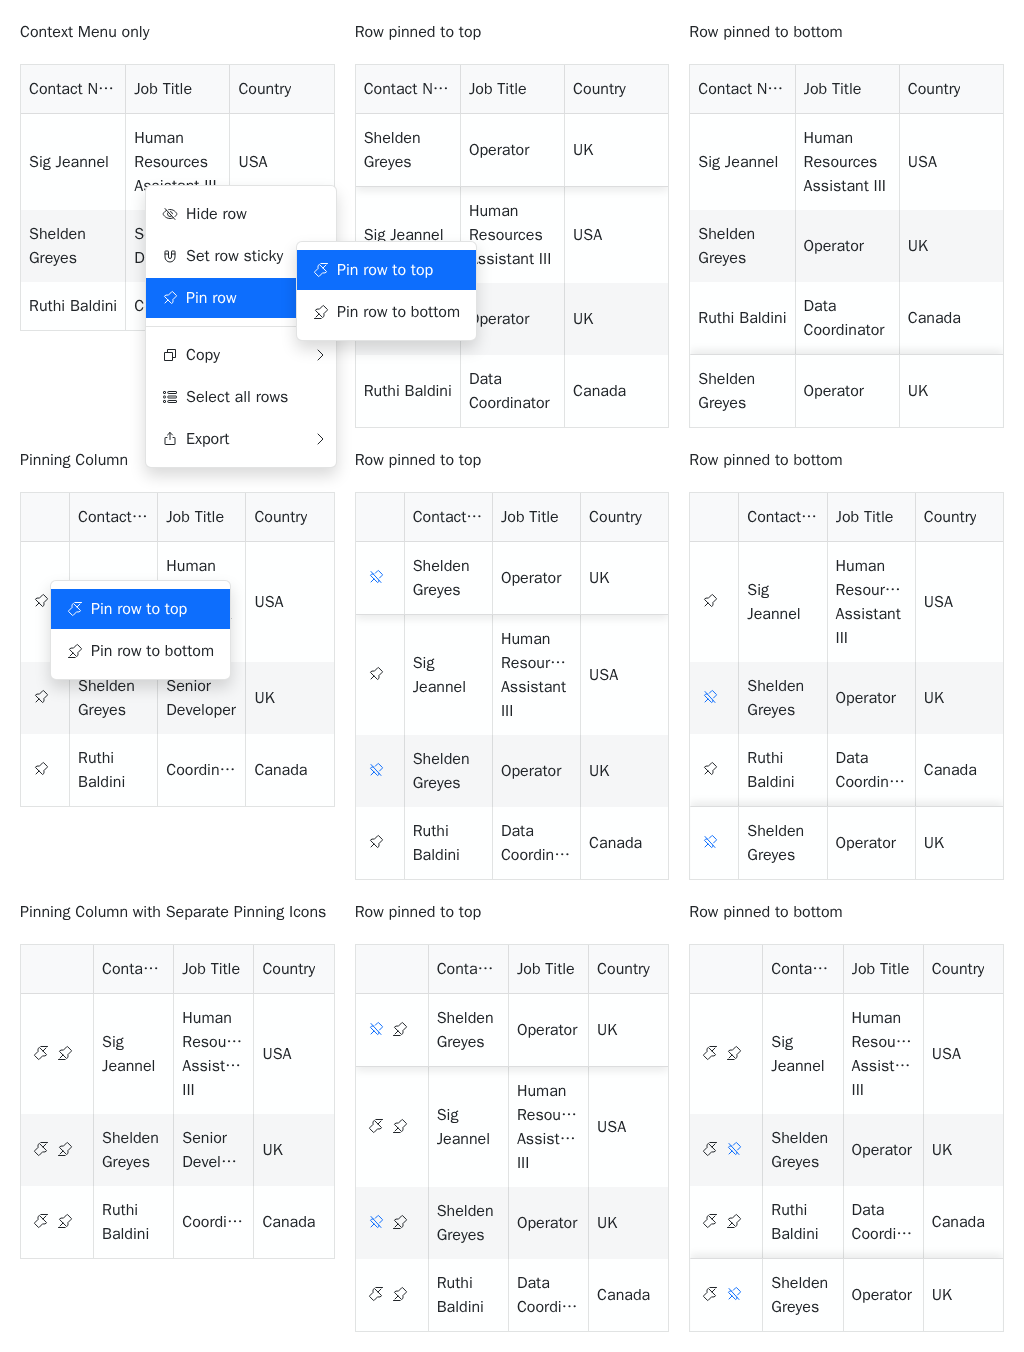 Context Menu only
Contact N···
Job Title
Country
Sig Jeannel
Human
Resources
Assistant III
USA
Shelden
Greyes
S
D
Ruthi Baldini
C
Hide row
Set row sticky
Pin row
Copy
Select all rows
Export
Pin row to top
Pin row to bottom
Row pinned to top
Contact N···
Job Title
Country
Shelden
Greyes
Operator
UK
Sig Jeannel
Human
Resources
Assistant III
USA
Operator
UK
Ruthi Baldini
Data
Coordinator
Canada
Row pinned to bottom
Contact N···
Job Title
Country
Sig Jeannel
Human
Resources
Assistant III
USA
Shelden
Greyes
Operator
UK
Ruthi Baldini
Data
Coordinator
Canada
Shelden
Greyes
Operator
UK
Pinning Column
Contact···
Job Title
Country
Human
USA
Pin row to top
Pin row to bottom
Shelden
Greyes
Senior
Developer
UK
Ruthi
Baldini
Coordin···
Canada
Row pinned to top
Contact···
Job Title
Country
Shelden
Greyes
Operator
UK
Sig
Jeannel
Human
Resour···
Assistant
III
USA
Shelden
Greyes
Operator
UK
Ruthi
Baldini
Data
Coordin···
Canada
Row pinned to bottom
Contact···
Job Title
Country
Sig
Jeannel
Human
Resour···
Assistant
III
USA
Shelden
Greyes
Operator
UK
Ruthi
Baldini
Data
Coordin···
Canada
Shelden
Greyes
Operator
UK
Pinning Column with Separate Pinning Icons
Conta···
Job Title
Country
Sig
Jeannel
Human
Resou···
Assist···
III
USA
Shelden
Greyes
Senior
Devel···
UK
Ruthi
Baldini
Coordi···
Canada
Row pinned to top
Conta···
Job Title
Country
Shelden
Greyes
Operator
UK
Sig
Jeannel
Human
Resou···
Assist···
III
USA
Shelden
Greyes
Operator
UK
Ruthi
Baldini
Data
Coordi···
Canada
Row pinned to bottom
Conta···
Job Title
Country
Sig
Jeannel
Human
Resou···
Assist···
III
USA
Shelden
Greyes
Operator
UK
Ruthi
Baldini
Data
Coordi···
Canada
Shelden
Greyes
Operator
UK